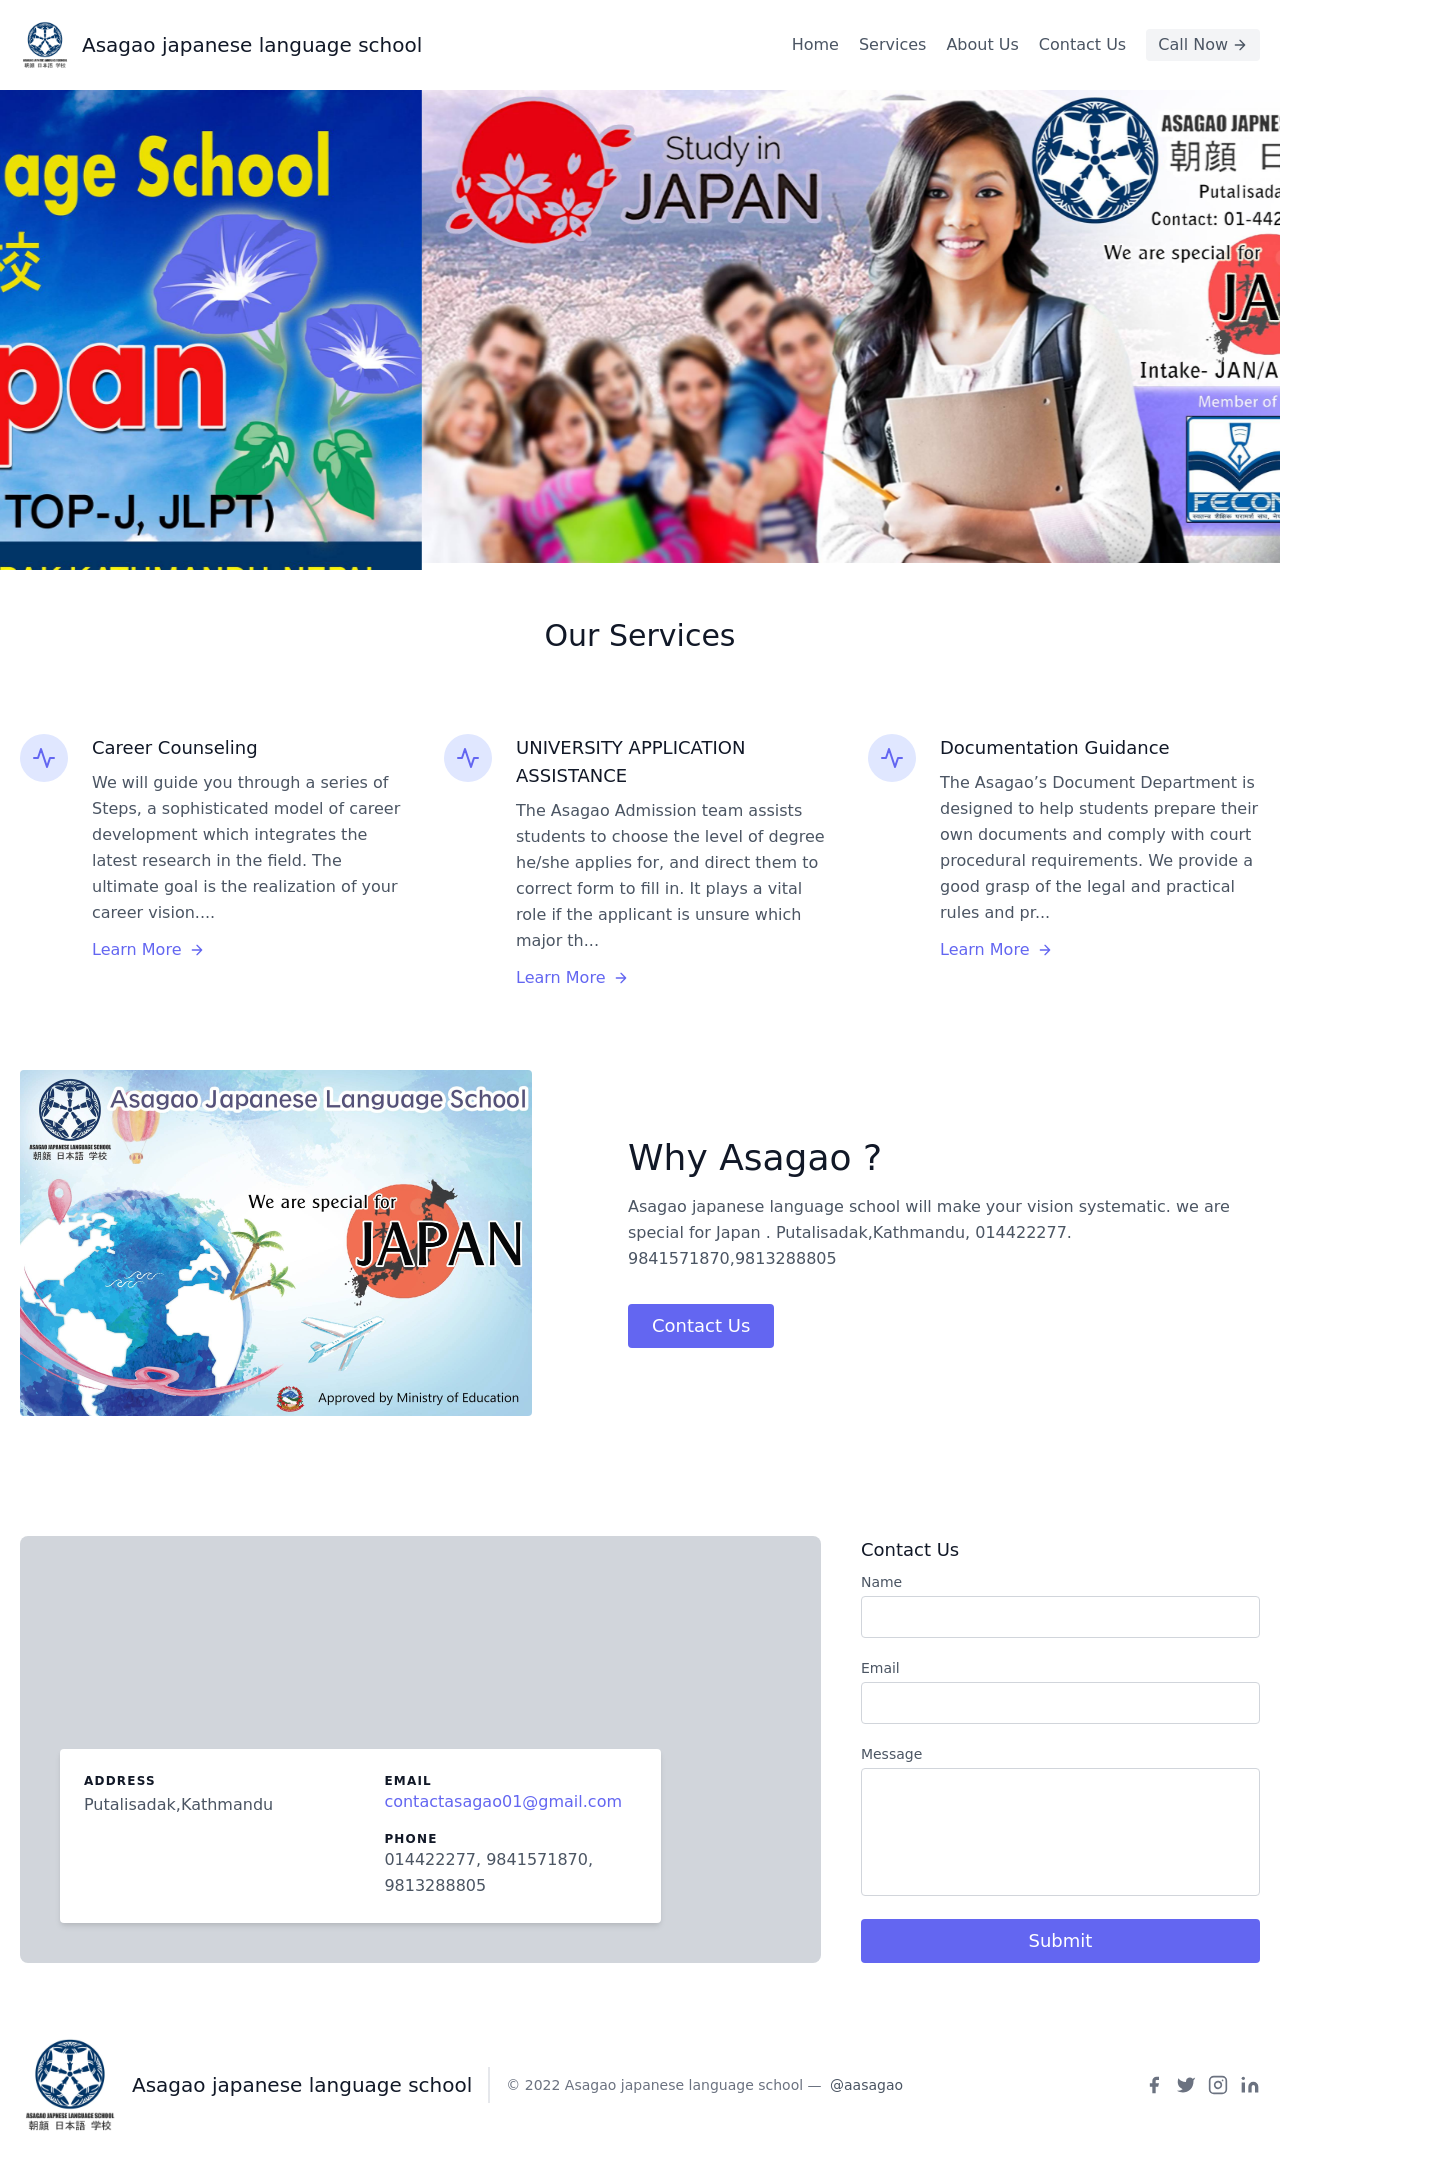 Asagao japanese language school
Home
Services
About Us
Contact Us
Call Now
age School
校
pan
TOP-J, JLPT)
Study in
JAPAN
ASAGAO JAPNE
朝顔
Putalisada
Contact: 01-442
We are special for
JA
Intake- JAN/A
Member of
FECON
Our Services
Career Counseling
We will guide you through a series of
Steps, a sophisticated model of career
development which integrates the
latest research in the field. The
ultimate goal is the realization of your
career vision....
Learn More
UNIVERSITY APPLICATION
ASSISTANCE
The Asagao Admission team assists
students to choose the level of degree
he/she applies for, and direct them to
correct form to fill in. It plays a vital
role if the applicant is unsure which
major th...
Learn More
Documentation Guidance
The Asagao’s Document Department is
designed to help students prepare their
own documents and comply with court
procedural requirements. We provide a
good grasp of the legal and practical
rules and pr...
Learn More
Asagao Japanese Language School
ASAGAO JAPNESE LANGUAGE SCHOOL
朝顔 日本語 学校
We are special for
JAPAN
Approved by Ministry of Education
Why Asagao ?
Asagao japanese language school will make your vision systematic. we are
special for Japan . Putalisadak,Kathmandu, 014422277.
9841571870,9813288805
Contact Us
ADDRESS
Putalisadak,Kathmandu
EMAIL
contactasagao01@gmail.com
PHONE
014422277, 9841571870,
9813288805
Contact Us
Name
Email
Message
Submit
ASAGAO JAPNESE LANGUAGE SCHOOL
朝顔 日本語 学校
Asagao japanese language school
© 2022 Asagao japanese language school — @aasagao